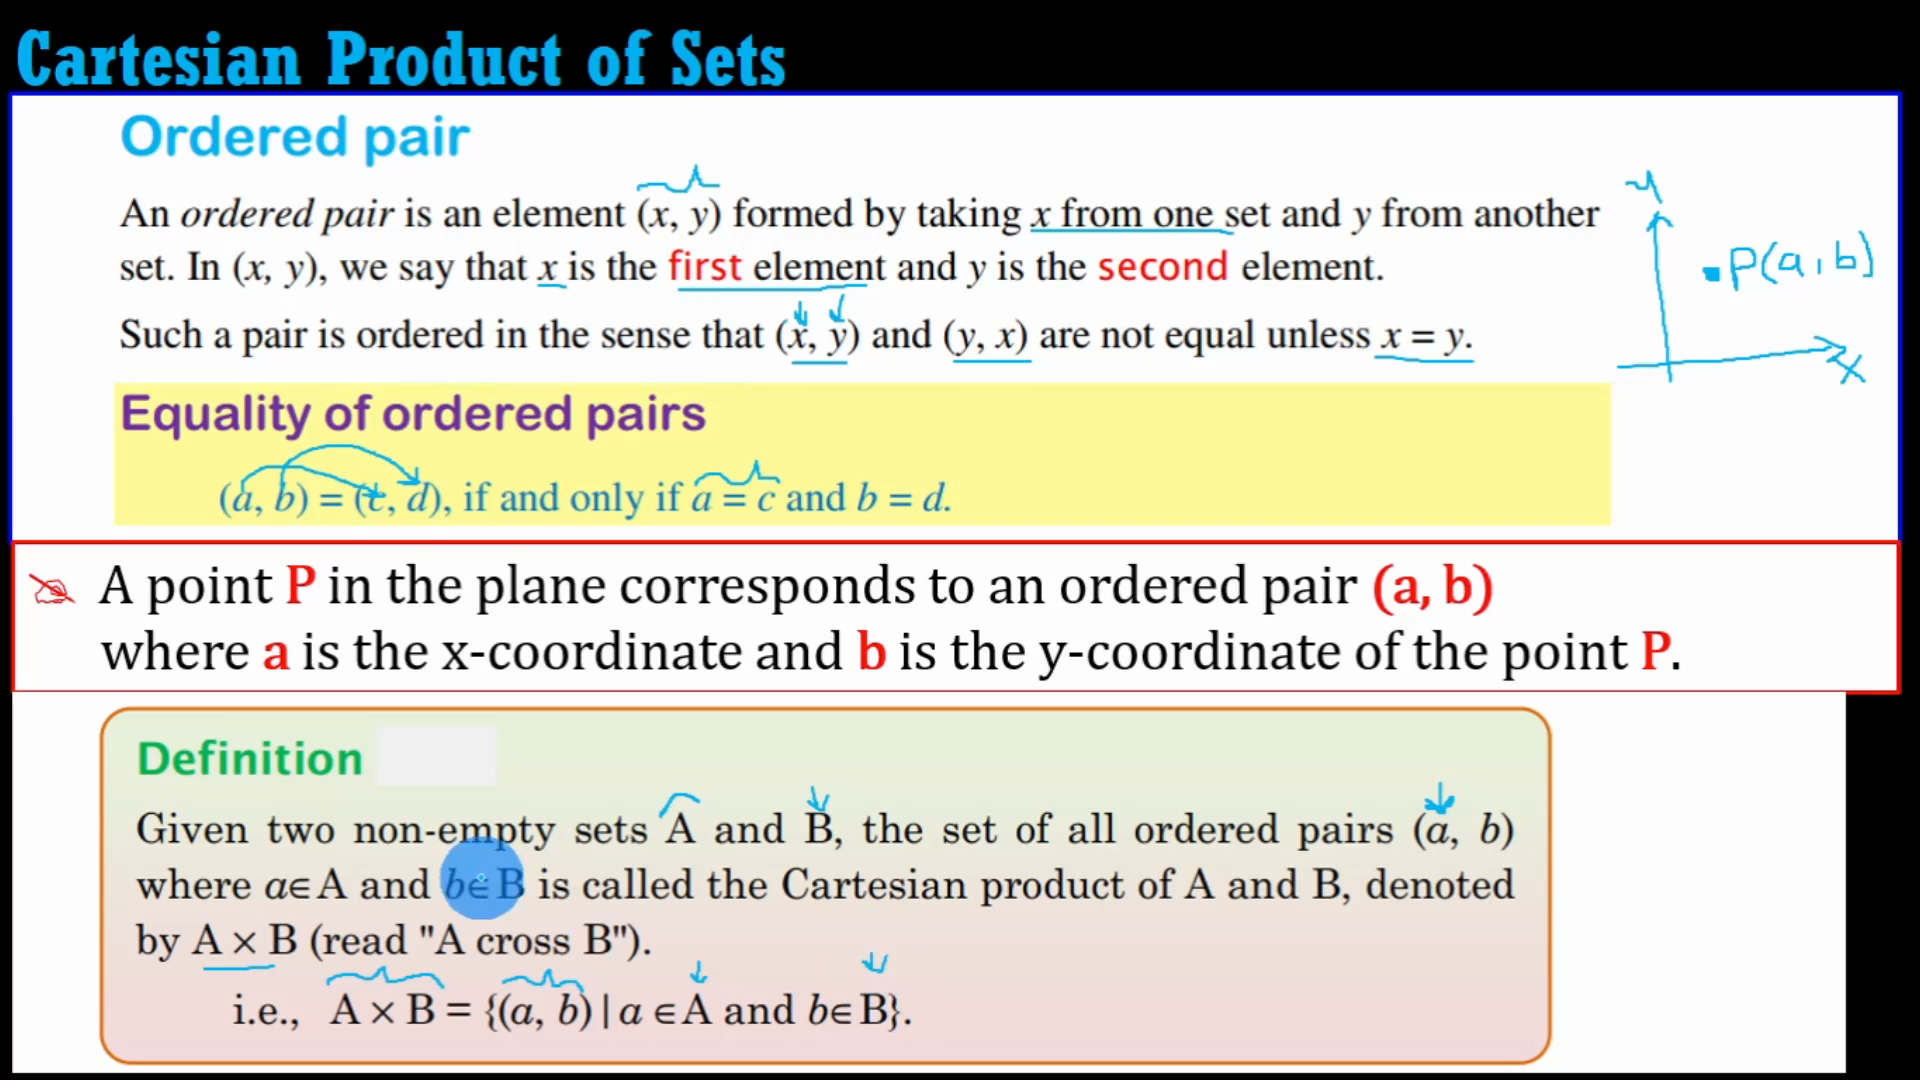 Cartesian Product of Sets
Ordered pair
An ordered pair is an element (x, y) formed by taking x from one set and y from another
set. In (x, y), we say that x is the first element and y is the second element.
Such a pair is ordered in the sense that (x, y) and (y, x) are not equal unless x = y.
y
P(a, b)
x
Equality of ordered pairs
(a, b) = (c, d), if and only if a = c and b = d.
A point P in the plane corresponds to an ordered pair (a, b)
where a is the x-coordinate and b is the y-coordinate of the point P.
Definition
Given two non-empty sets A and B, the set of all ordered pairs (a, b)
where a∈A and b∈B is called the Cartesian product of A and B, denoted
by A × B (read "A cross B").
i.e., A × B = {(a, b) | a ∈ A and b∈B}.